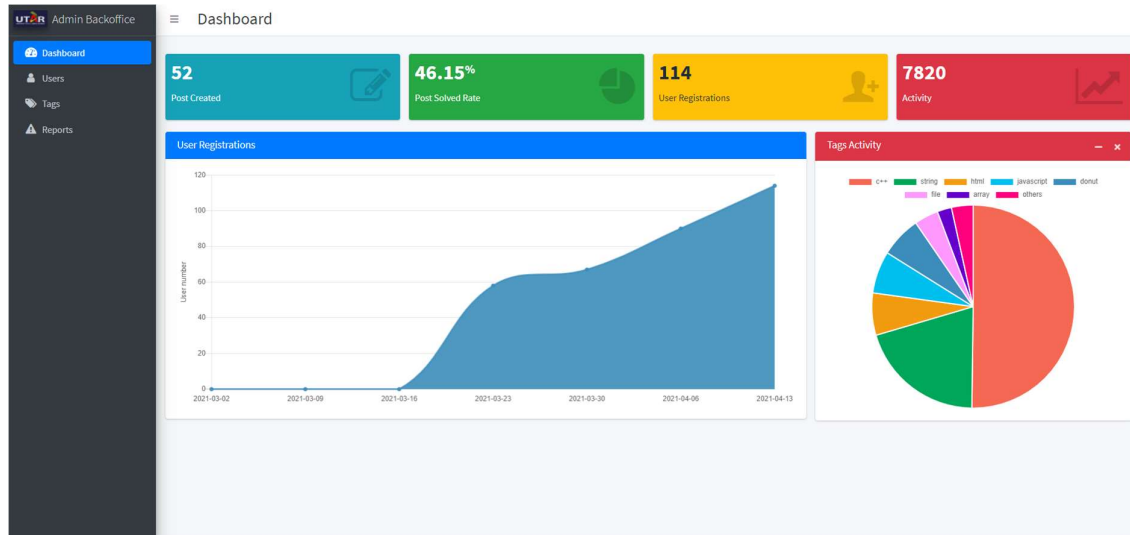 UTAR Admin Backoffice
Dashboard
Users
Tags
Reports
Dashboard
52
Post Created
46.15%
Post Solved Rate
114
User Registrations
7820
Activity
User Registrations
120
100
80
60
40
20
0
User number
2021-03-02 2021-03-09 2021-03-16 2021-03-23 2021-03-30 2021-04-06 2021-04-13
Tags Activity
c++ string html javascript donut
file array others